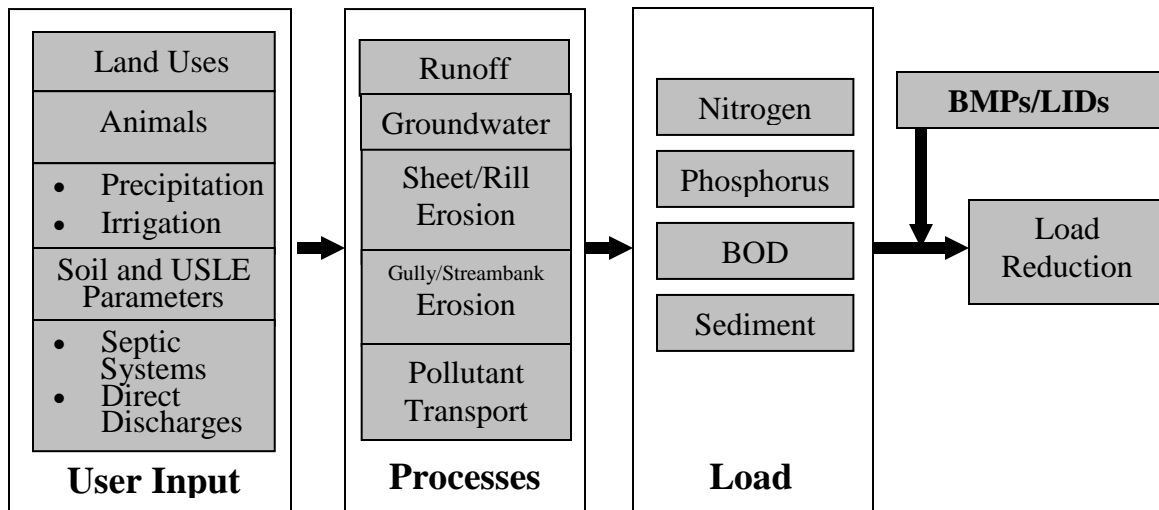 Land Uses
Animals
• Precipitation
• Irrigation
Soil and USLE
Parameters
• Septic
Systems
• Direct
Discharges
User Input
Runoff
Groundwater
Sheet/Rill
Erosion
Gully/Streambank
Erosion
Pollutant
Transport
Processes
Nitrogen
Phosphorus
BOD
Sediment
Load
BMPs/LIDs
Load
Reduction